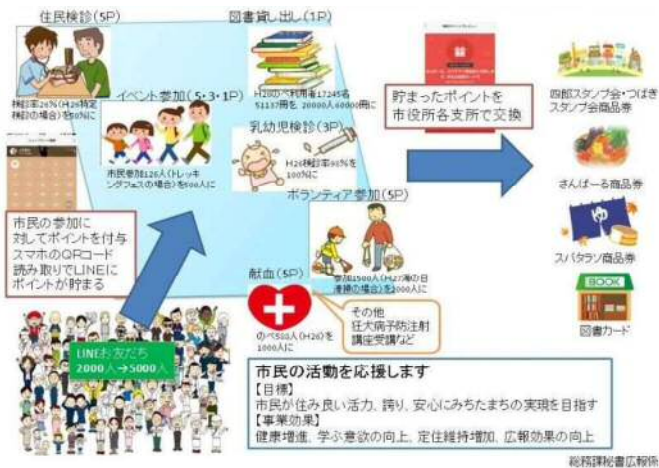 住民検診(5P)
検診率26%(H26特定
検診の場合)を50%に
図書貸し出し(1P)
H26のべ利用者17245名
51137冊を 20000人60000冊に
イベント参加(5・3・1P)
市民参加126人(トレッキ
ングフェスの場合)を500人に
乳幼児検診(3P)
H26検診率98%を
100%に
ボランティア参加(5P)
参加1500人(H27海の日
清掃の場合)を2000人に
献血(5P)
のべ580人(H26)を
1000人に
その他
狂犬病予防注射
講座受講など
市民の参加に
対してポイントを付与
スマホのQRコード
読み取りでLINEに
ポイントが貯まる
LINEお友だち
2000人→5000人
貯まったポイントを
市役所各支所で交換
四郎スタンプ会・つばき
スタンプ会商品券
さんぱーる商品券
ゆ
スパタラン商品券
BOOK
図書カード
市民の活動を応援します
【目標】
市民が住み良い活力、誇り、安心にみちたまちの実現を目指す
【事業効果】
健康増進、学ぶ意欲の向上、定住維持増加、広報効果の向上
総務課秘書広報係